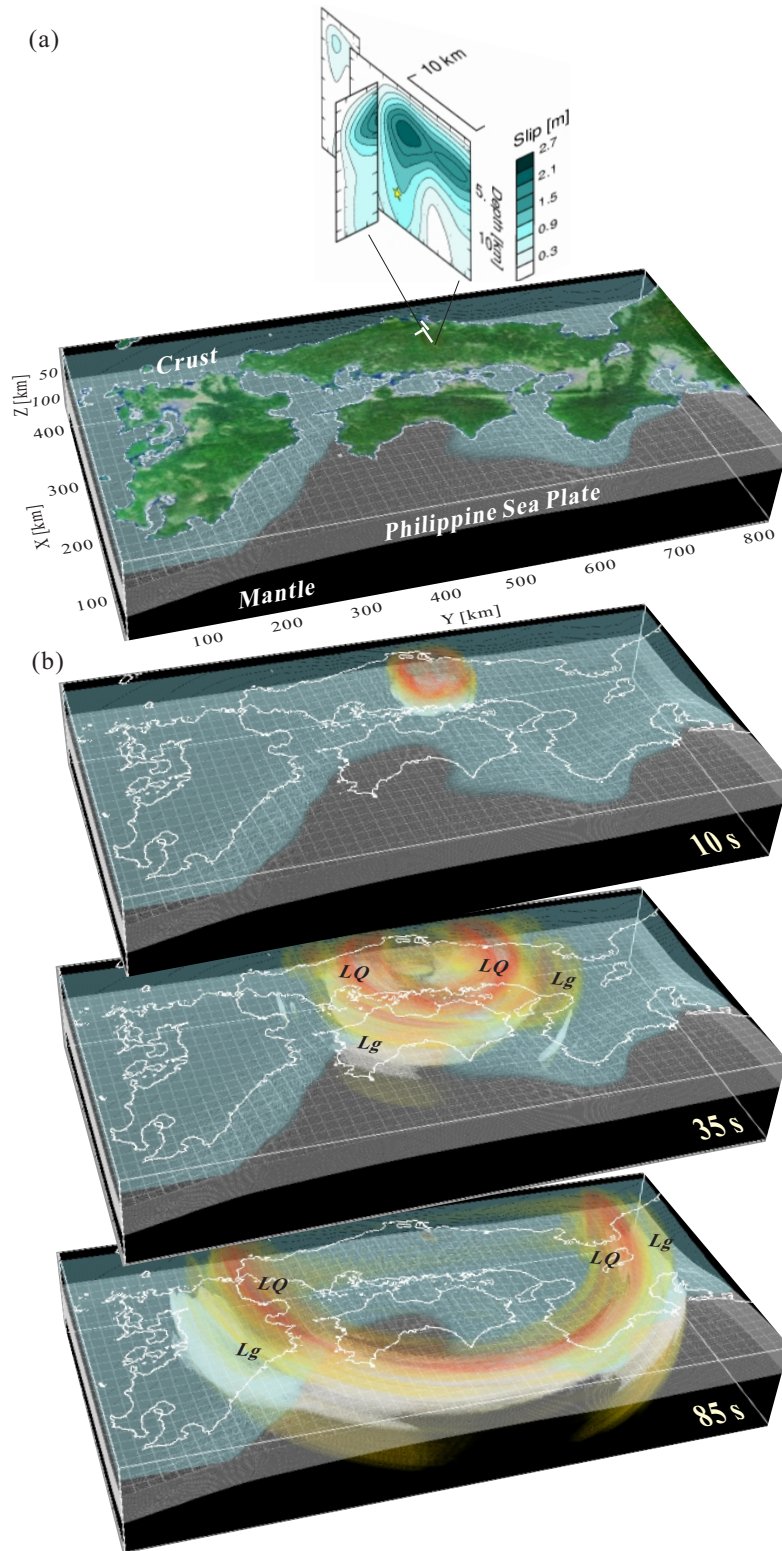 (a)
10 km
Slip [m]
2.7
2.1
1.5
0.9
0.3
5
10
Depth [km]
Crust
Z [km]
50
100
400
300
X [km]
200
100
Philippine Sea Plate
Mantle
100
200
300
400
500
600
700
800
Y [km]
(b)
10 s
LQ
LQ
Lg
Lg
35 s
LQ
LQ
Lg
Lg
85 s